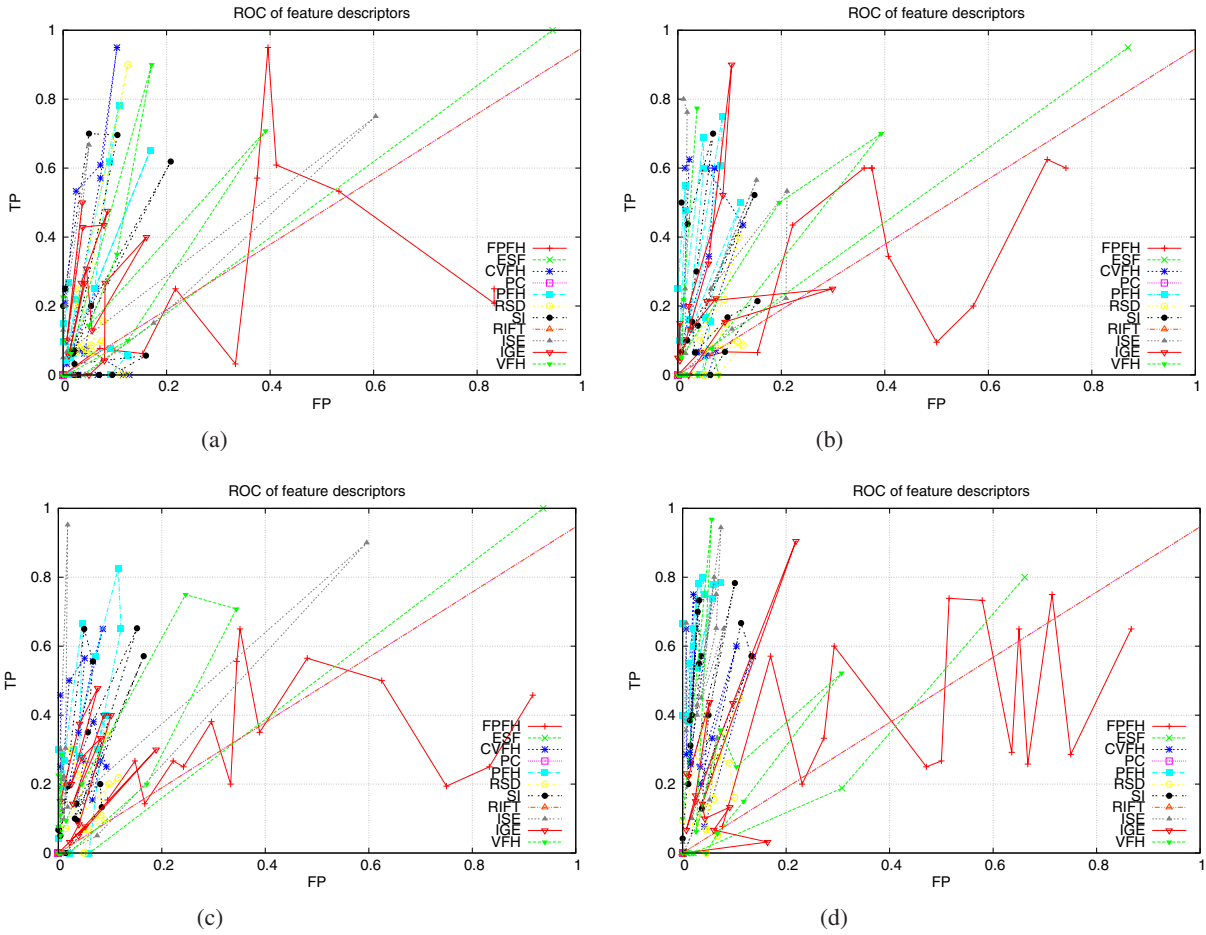 ROC of feature descriptors
1
0.8
0.6
0.4
0.2
0
TP
FPFH
ESF
CVFH
PC
PFH
RSD
SI
RIFT
ISE
IGE
VFH
0 0.2 0.4 0.6 0.8 1
FP
(a)
ROC of feature descriptors
1
0.8
0.6
0.4
0.2
0
TP
FPFH
ESF
CVFH
PC
PFH
RSD
SI
RIFT
ISE
IGE
VFH
0 0.2 0.4 0.6 0.8 1
FP
(b)
ROC of feature descriptors
1
0.8
0.6
0.4
0.2
0
TP
FPFH
ESF
CVFH
PC
PFH
RSD
SI
RIFT
ISE
IGE
VFH
0 0.2 0.4 0.6 0.8 1
FP
(c)
ROC of feature descriptors
1
0.8
0.6
0.4
0.2
0
TP
FPFH
ESF
CVFH
PC
PFH
RSD
SI
RIFT
ISE
IGE
VFH
0 0.2 0.4 0.6 0.8 1
FP
(d)